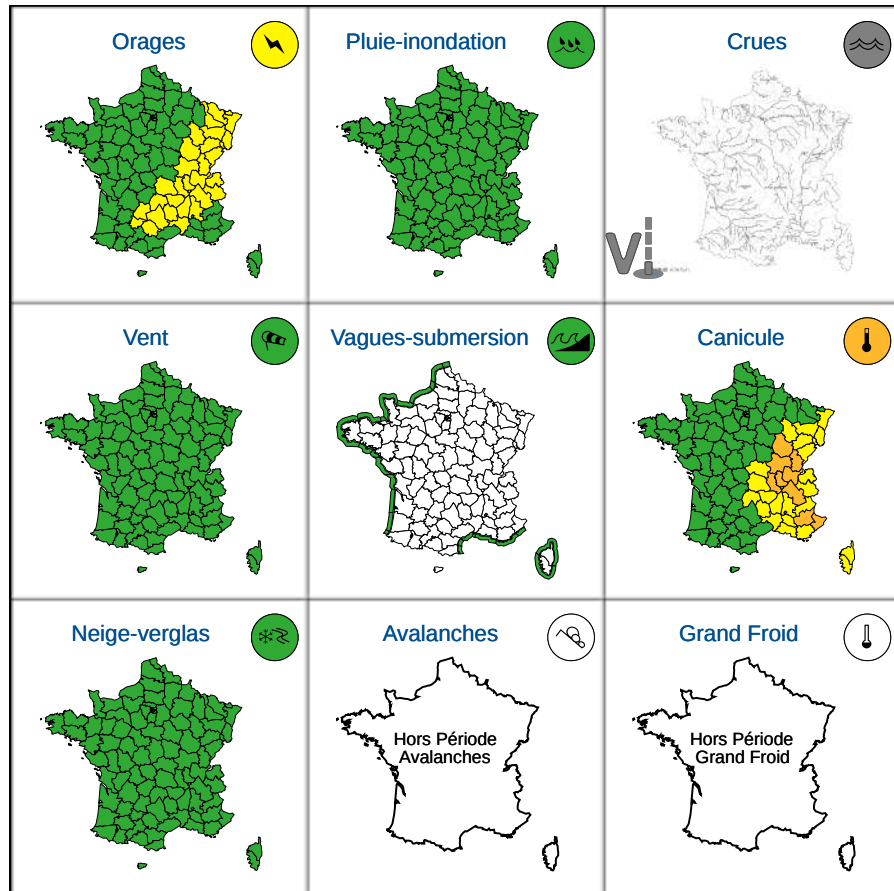 Orages
Pluie-inondation
Crues
Vi
Vent
Vagues-submersion
Canicule
Neige-verglas
Avalanches
Grand Froid
Hors Période
Avalanches
Hors Période
Grand Froid